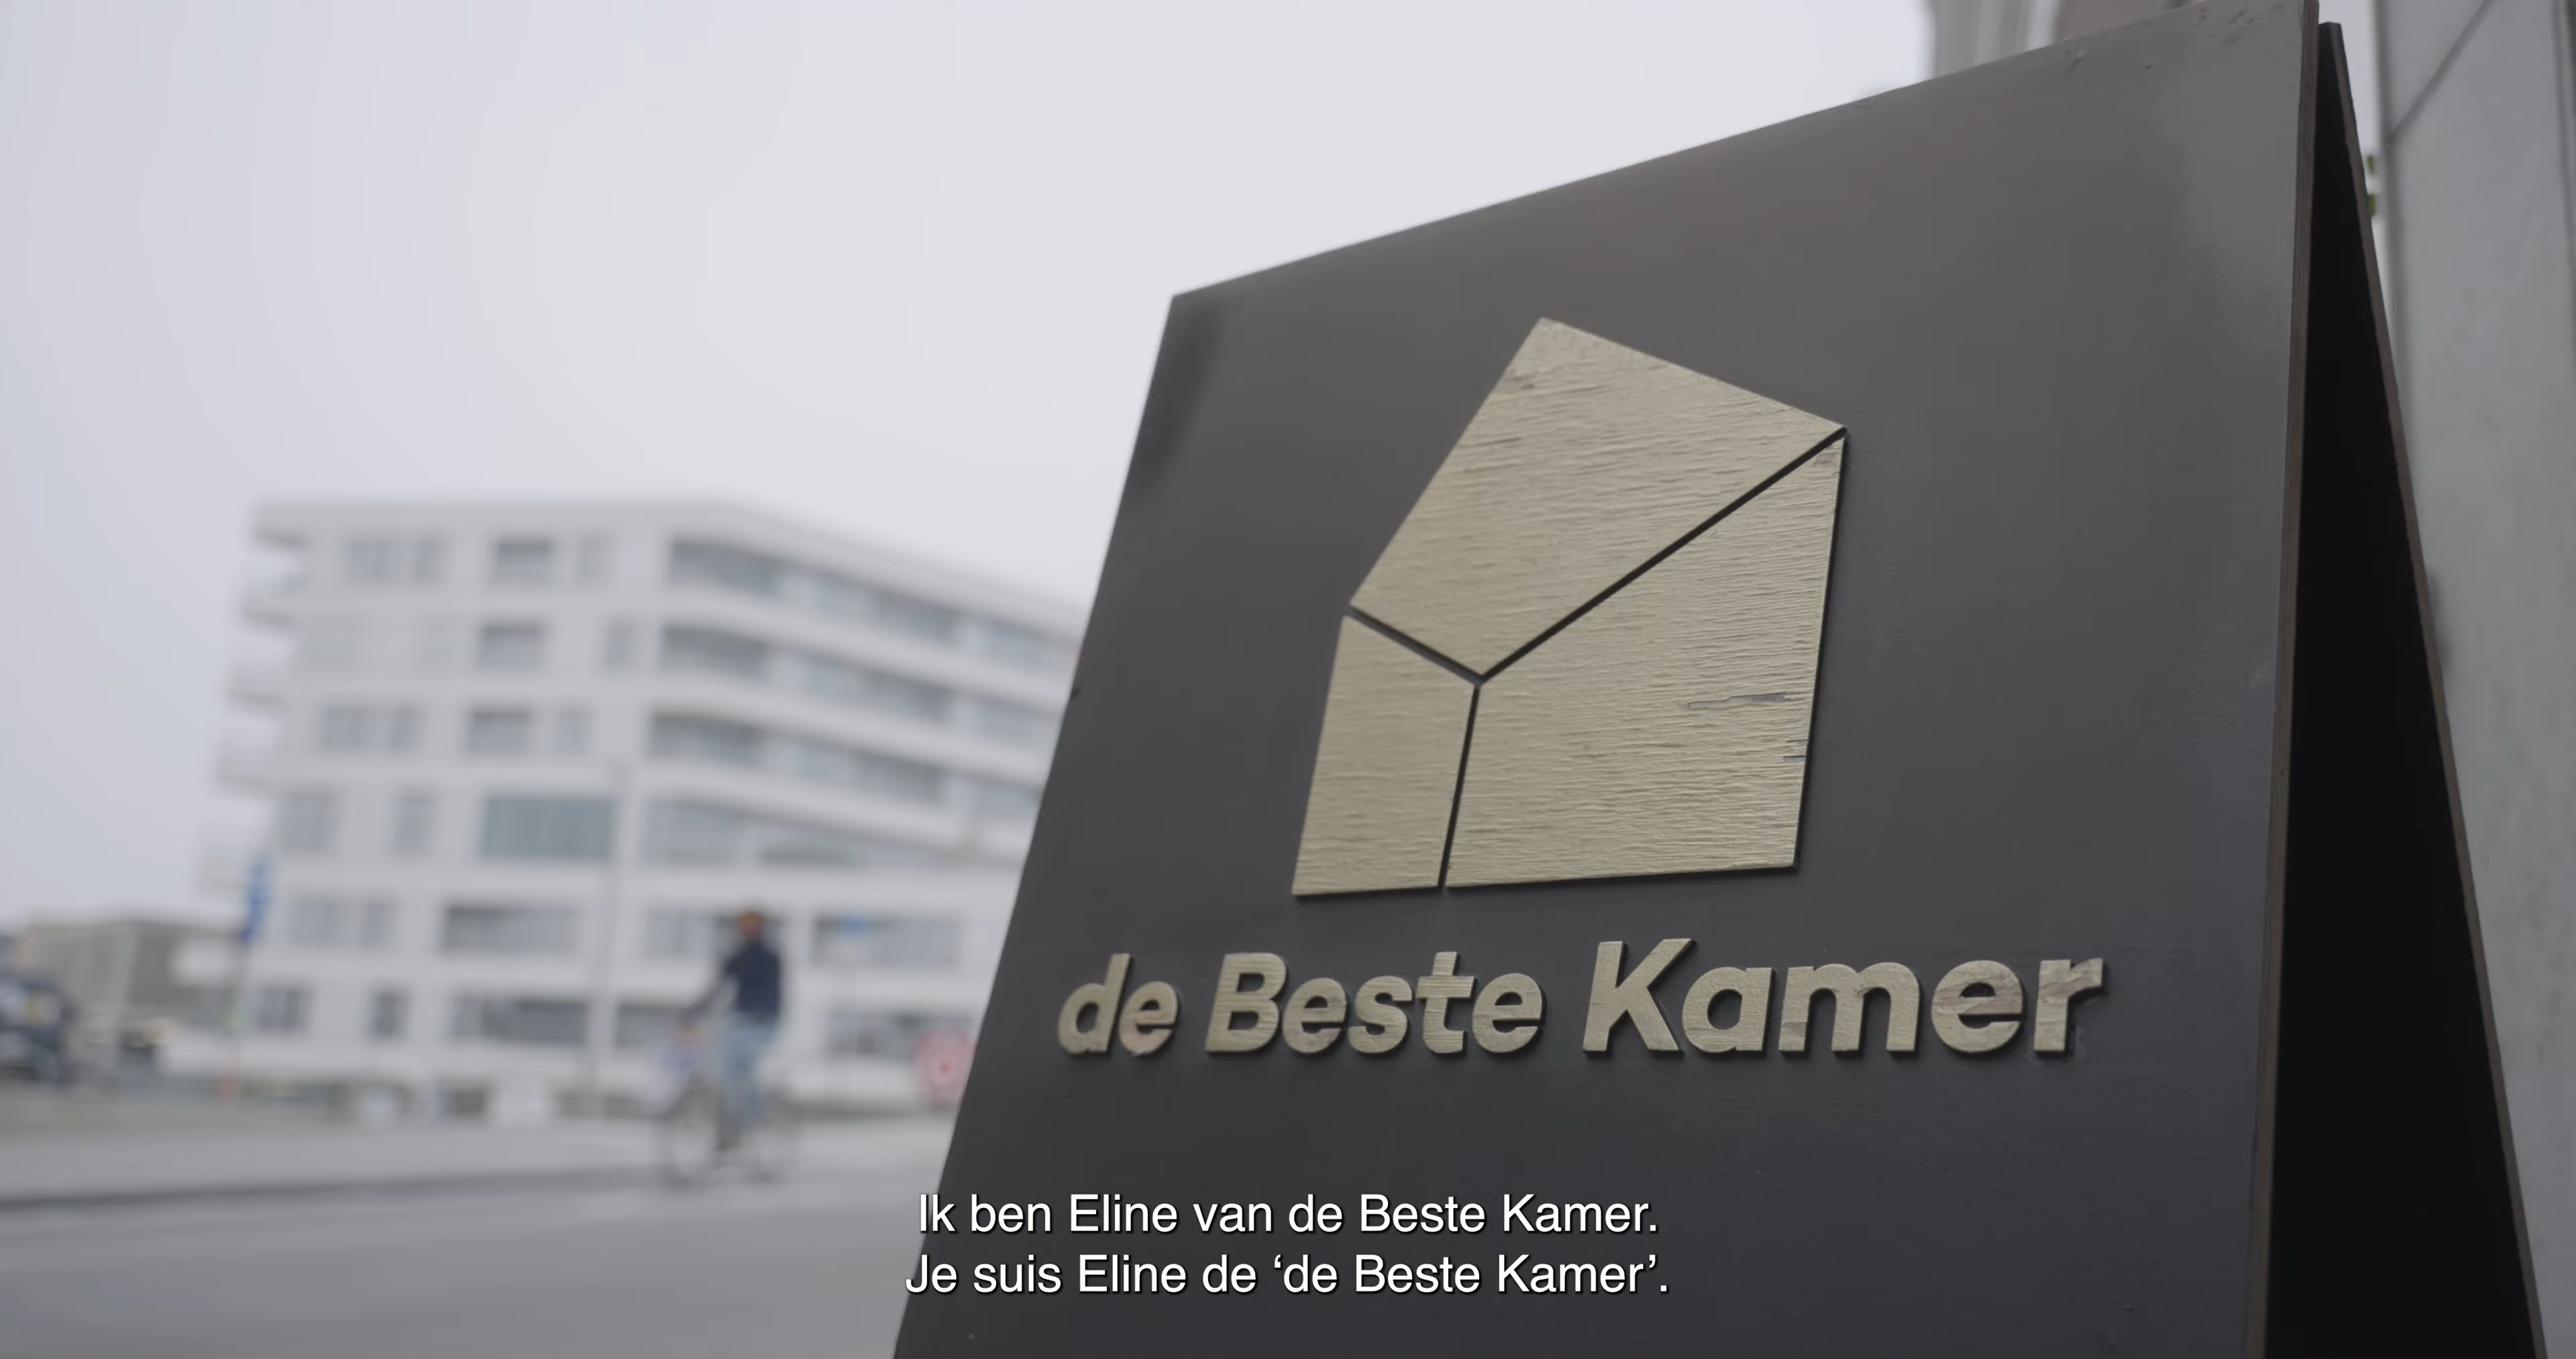 de Beste Kamer
Ik ben Eline van de Beste Kamer.
Je suis Eline de ‘de Beste Kamer’.